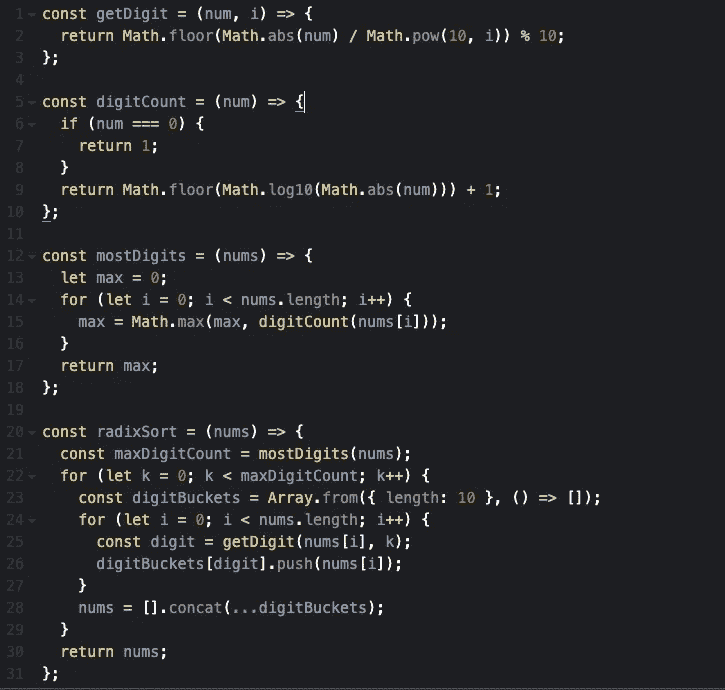 1 const getDigit = (num, i) => {
2   return Math.floor(Math.abs(num) / Math.pow(10, i)) % 10;
3 };
4
5 const digitCount = (num) => {
6   if (num === 0) {
7     return 1;
8   }
9   return Math.floor(Math.log10(Math.abs(num))) + 1;
10 };
11
12 const mostDigits = (nums) => {
13   let max = 0;
14   for (let i = 0; i < nums.length; i++) {
15     max = Math.max(max, digitCount(nums[i]));
16   }
17   return max;
18 };
19
20 const radixSort = (nums) => {
21   const maxDigitCount = mostDigits(nums);
22   for (let k = 0; k < maxDigitCount; k++) {
23     const digitBuckets = Array.from({ length: 10 }, () => []);
24     for (let i = 0; i < nums.length; i++) {
25       const digit = getDigit(nums[i], k);
26       digitBuckets[digit].push(nums[i]);
27     }
28     nums = [].concat(...digitBuckets);
29   }
30   return nums;
31 };